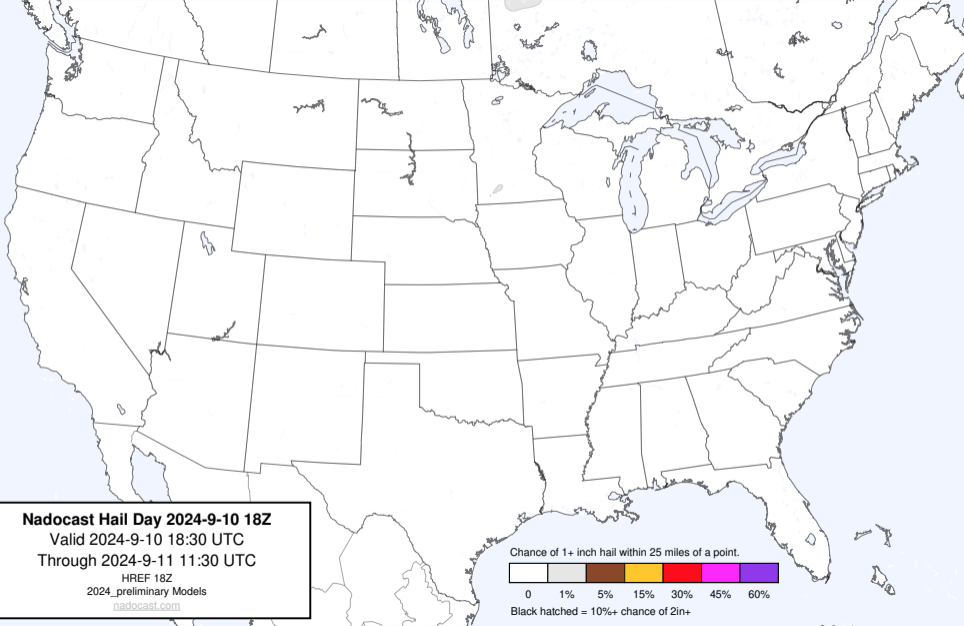 Nadocast Hail Day 2024-9-10 18Z
Valid 2024-9-10 18:30 UTC
Through 2024-9-11 11:30 UTC
HREF 18Z
2024_preliminary Models
nadocast.com
Chance of 1+ inch hail within 25 miles of a point.
0 1% 5% 15% 30% 45% 60%
Black hatched = 10%+ chance of 2in+